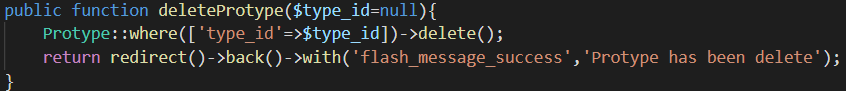 public function deleteProtype($type_id=null){
    Protype::where(['type_id'=>$type_id])->delete();
    return redirect()->back()->with('flash_message_success','Protype has been delete');
}